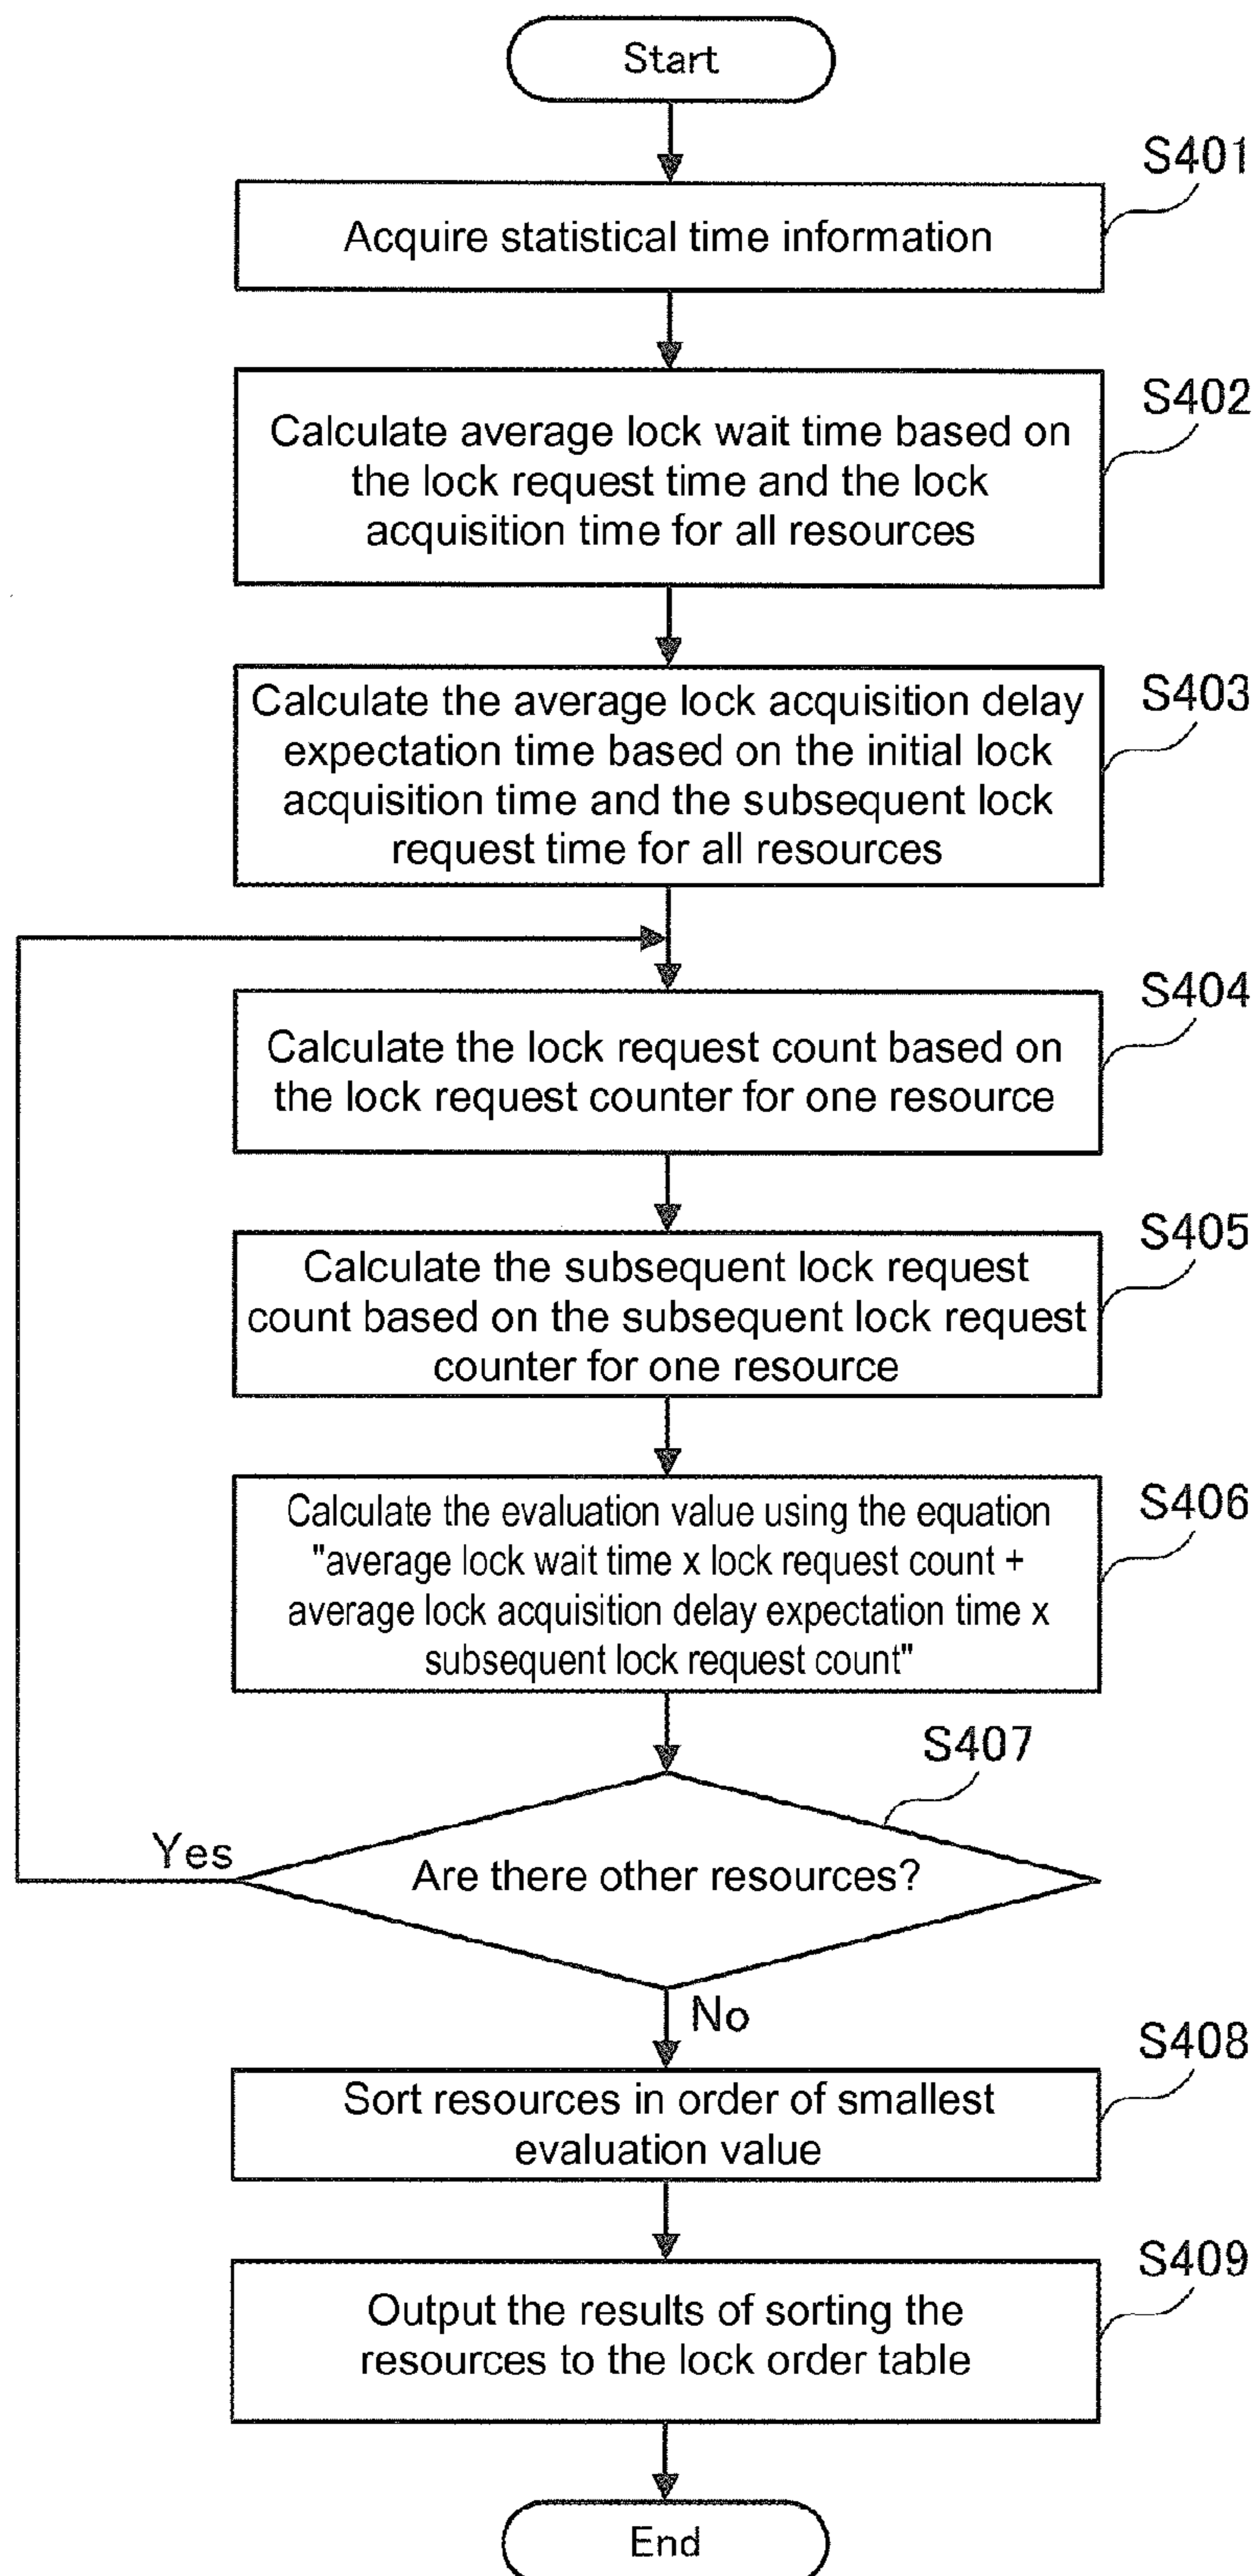 Start
S401
Acquire statistical time information
S402
Calculate average lock wait time based on
the lock request time and the lock
acquisition time for all resources
S403
Calculate the average lock acquisition delay
expectation time based on the initial lock
acquisition time and the subsequent lock
request time for all resources
S404
Calculate the lock request count based on
the lock request counter for one resource
S405
Calculate the subsequent lock request
count based on the subsequent lock request
counter for one resource
S406
Calculate the evaluation value using the equation
"average lock wait time x lock request count +
average lock acquisition delay expectation time x
subsequent lock request count"
S407
Yes
Are there other resources?
No
S408
Sort resources in order of smallest
evaluation value
S409
Output the results of sorting the
resources to the lock order table
End